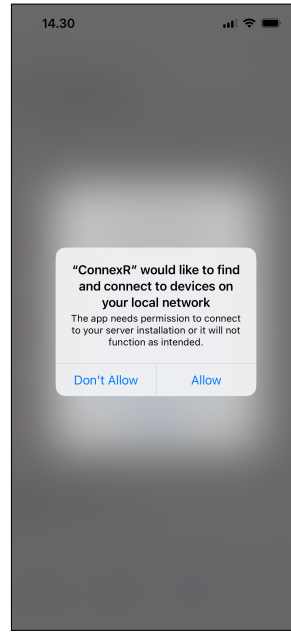 14.30
“ConnexR” would like to find
and connect to devices on
your local network
The app needs permission to connect
to your server installation or it will not
function as intended.
Don't Allow
Allow